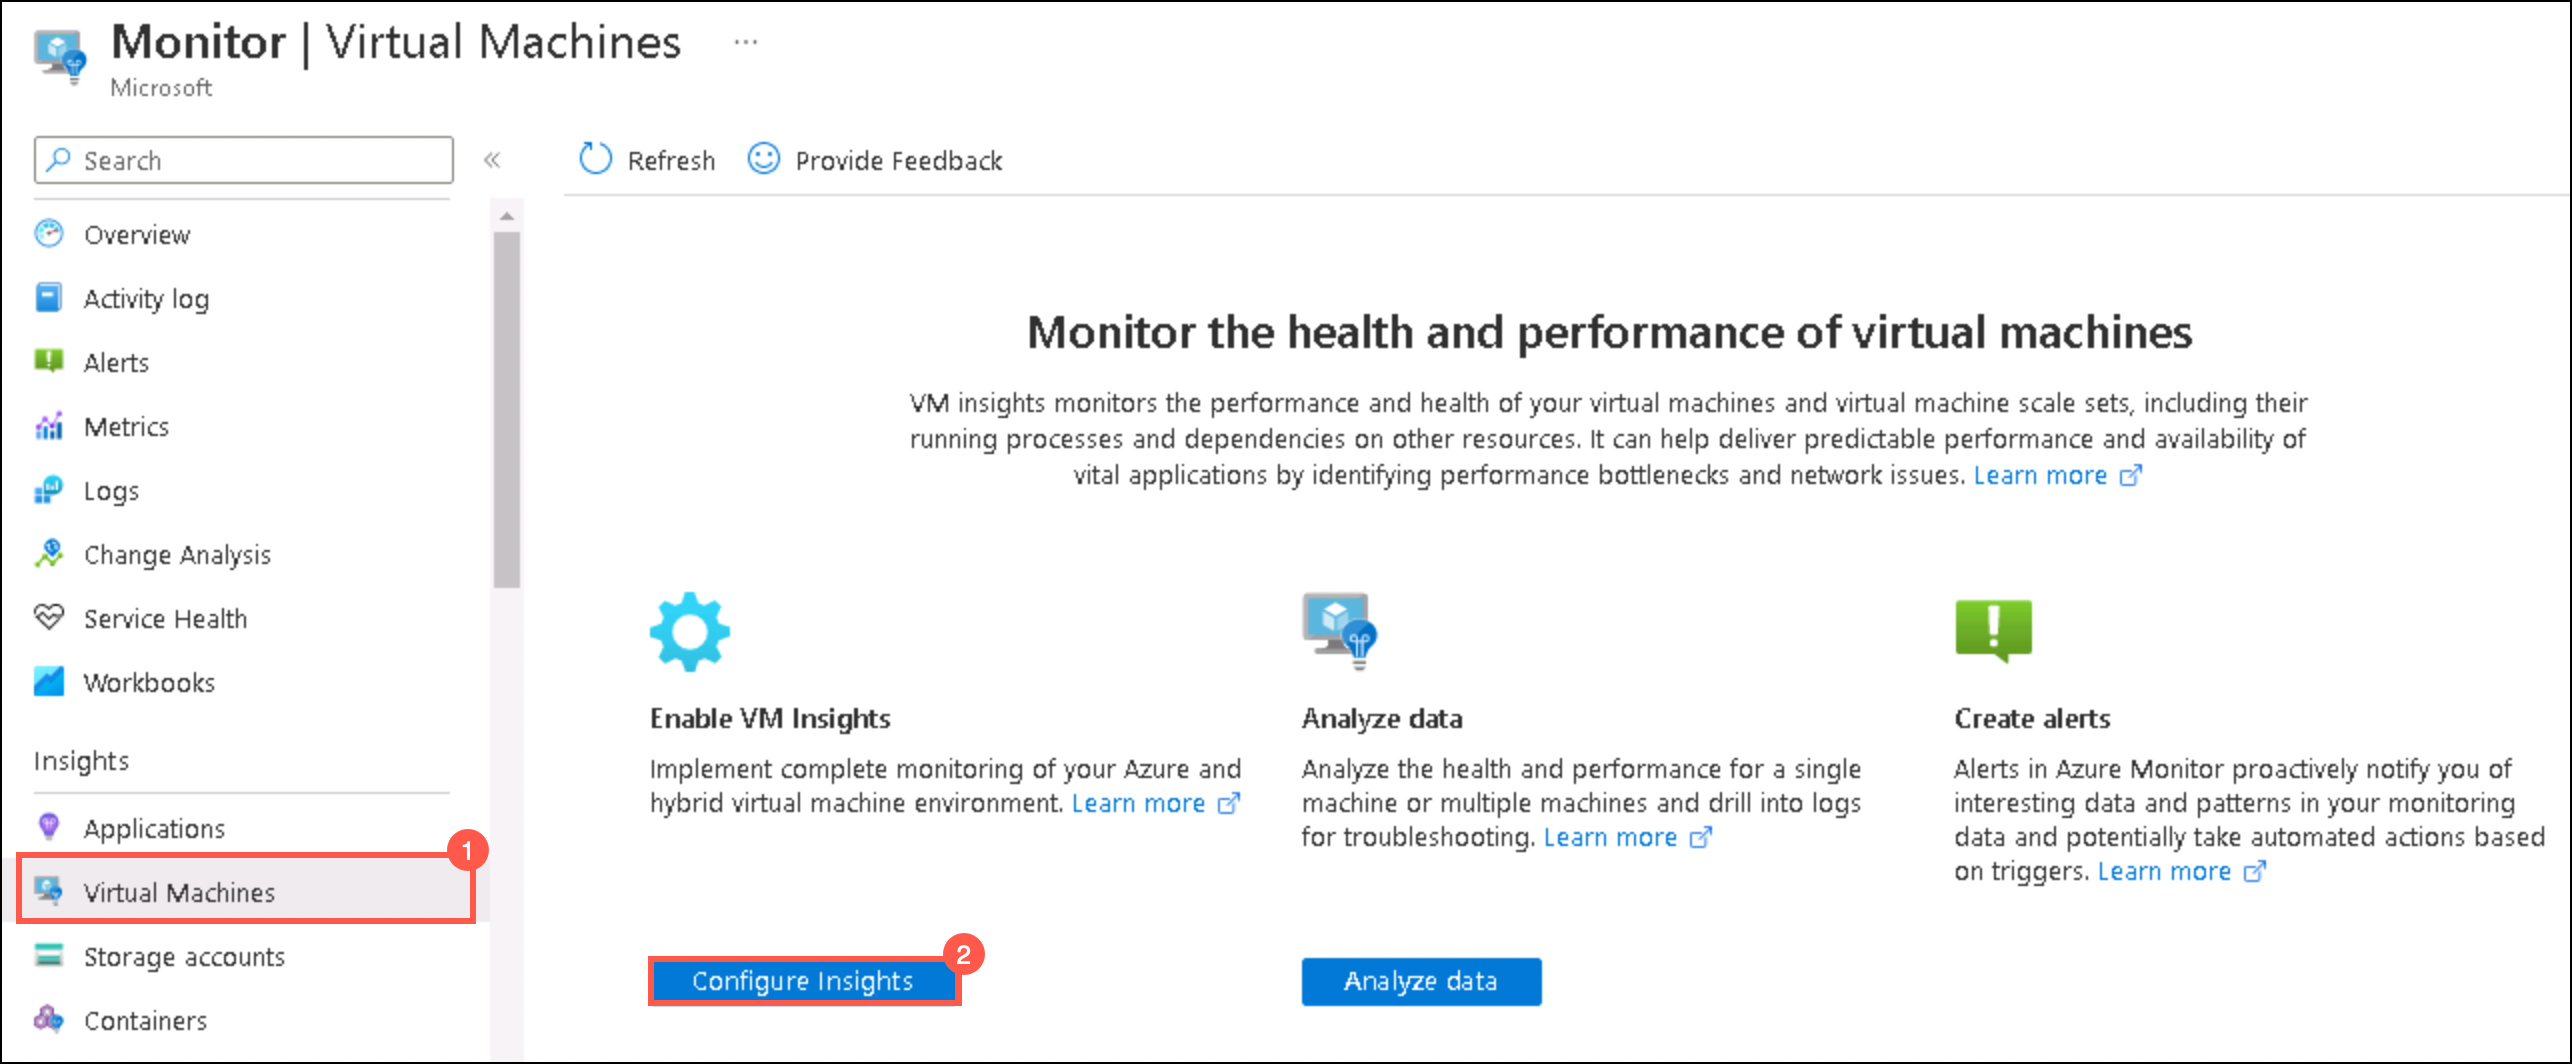 Monitor | Virtual Machines ...
Microsoft
Search
«
Refresh
Provide Feedback
Overview
Activity log
Alerts
Metrics
Logs
Change Analysis
Service Health
Workbooks
Insights
Applications
1
Virtual Machines
Storage accounts
Containers
Monitor the health and performance of virtual machines
VM insights monitors the performance and health of your virtual machines and virtual machine scale sets, including their
running processes and dependencies on other resources. It can help deliver predictable performance and availability of
vital applications by identifying performance bottlenecks and network issues. Learn more
Enable VM Insights
Implement complete monitoring of your Azure and
hybrid virtual machine environment. Learn more
2
Configure Insights
Analyze data
Analyze the health and performance for a single
machine or multiple machines and drill into logs
for troubleshooting. Learn more
Analyze data
Create alerts
Alerts in Azure Monitor proactively notify you of
interesting data and patterns in your monitoring
data and potentially take automated actions based
on triggers. Learn more